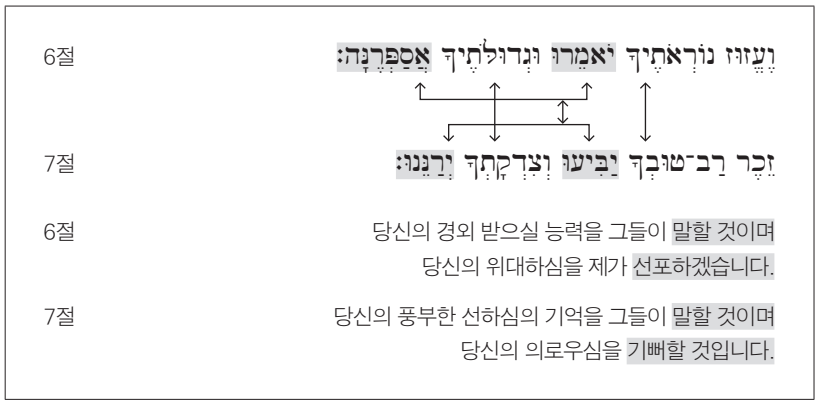 6절 וֶעֱזוּז נוֹרְאֹתֶיךָ יֹאמֵרוּ וּגְדוּלֹּתֶיךָ אֲסַפְּרֶנָּה׃
7절 זֵכֶר רַב־טוּבְךָ יַבִּיעוּ וְצִדְקָתְךָ יְרַנֵּנוּ׃
6절 당신의 경외 받으실 능력을 그들이 말할 것이며
당신의 위대하심을 제가 선포하겠습니다.
7절 당신의 풍부한 선하심의 기억을 그들이 말할 것이며
당신의 의로우심을 기뻐할 것입니다.